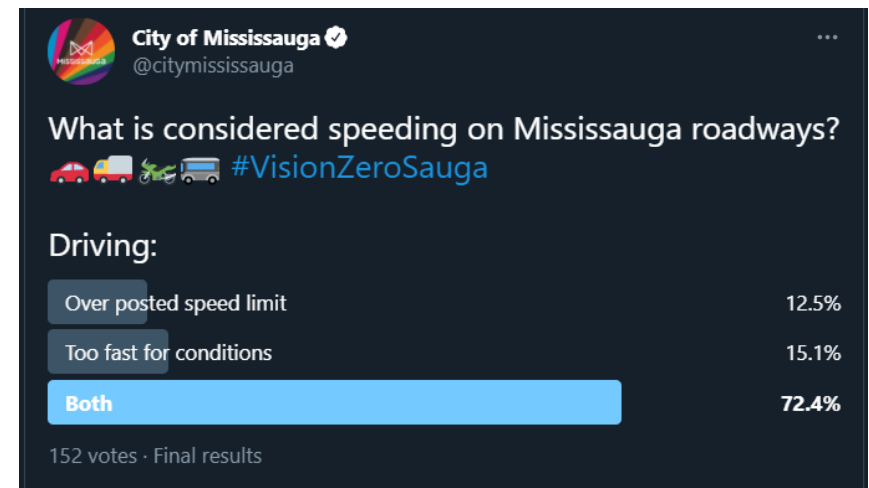 City of Mississauga
@citymississauga
MISSISSAUGA
What is considered speeding on Mississauga roadways?
#VisionZeroSauga
Driving:
Over posted speed limit 12.5%
Too fast for conditions 15.1%
Both 72.4%
152 votes · Final results